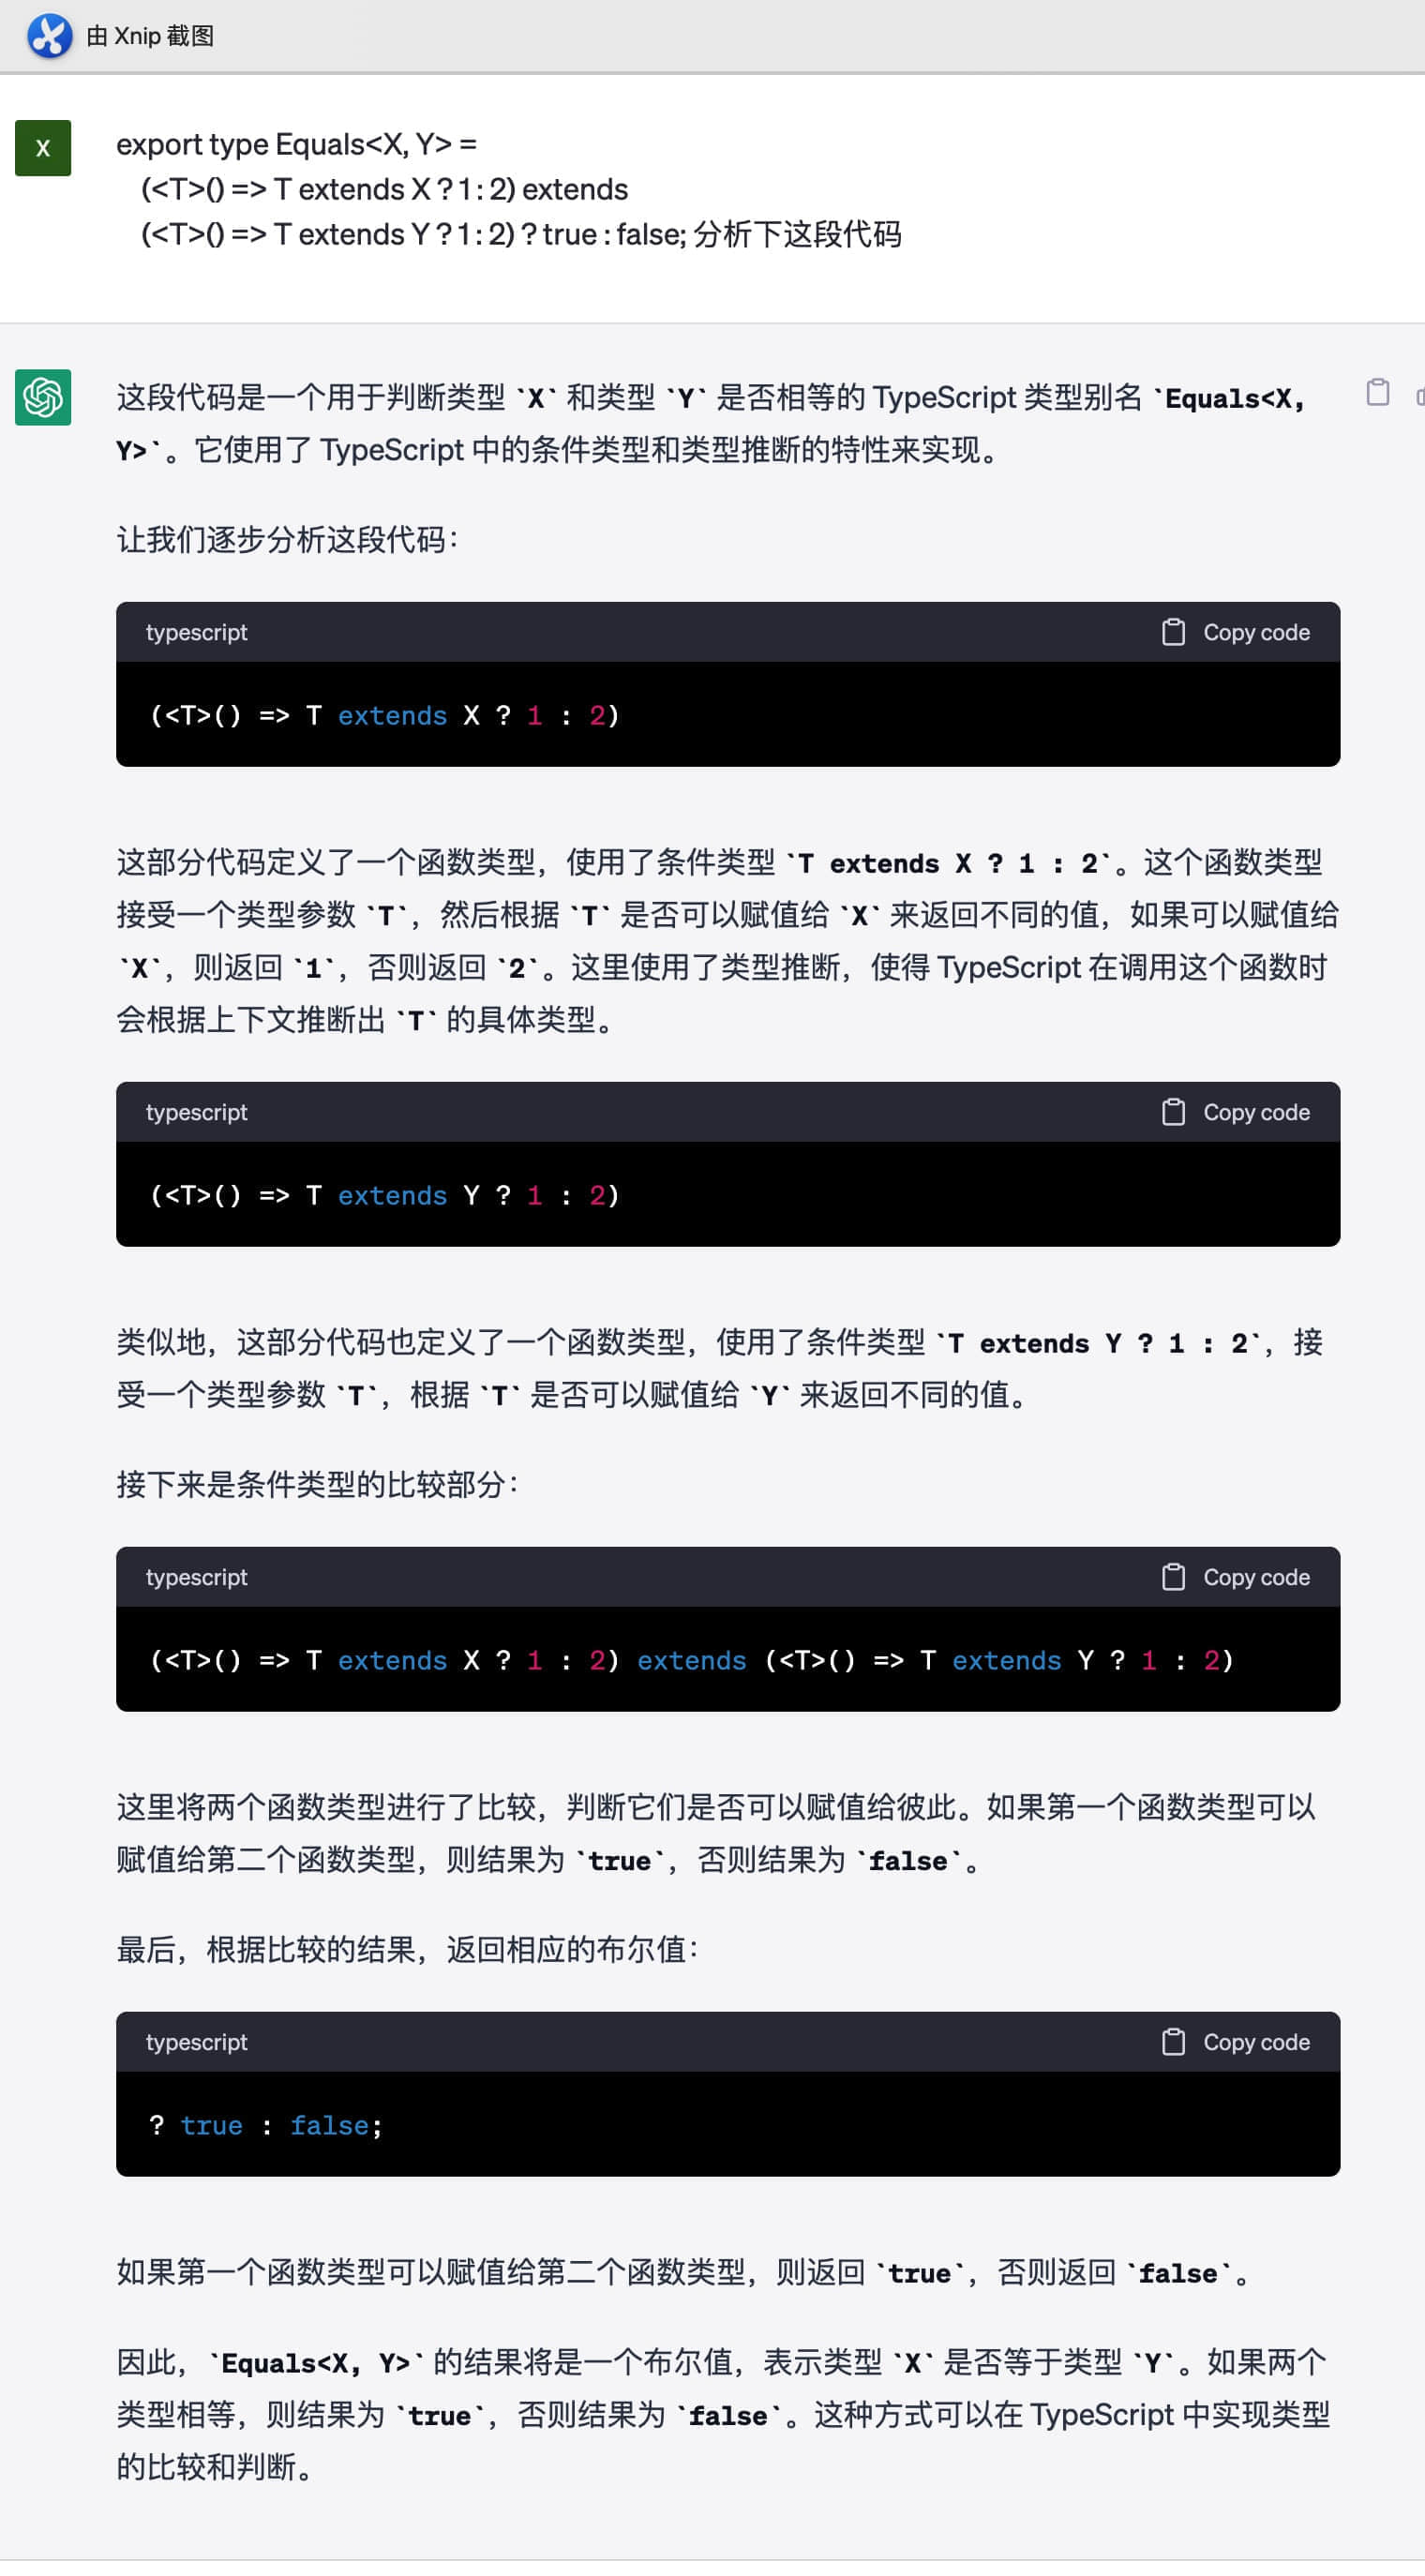 由 Xnip 截图
X
export type Equals<X, Y> =
(<T>() => T extends X ? 1 : 2) extends
(<T>() => T extends Y ? 1 : 2) ? true : false; 分析下这段代码
这段代码是一个用于判断类型 `X` 和类型 `Y` 是否相等的 TypeScript 类型别名 `Equals<X,
Y>`。它使用了 TypeScript 中的条件类型和类型推断的特性来实现。
让我们逐步分析这段代码：
typescript Copy code
(<T>() => T extends X ? 1 : 2)
这部分代码定义了一个函数类型，使用了条件类型 `T extends X ? 1 : 2`。这个函数类型
接受一个类型参数 `T`，然后根据 `T` 是否可以赋值给 `X` 来返回不同的值，如果可以赋值给
`X`，则返回 `1`，否则返回 `2`。这里使用了类型推断，使得 TypeScript 在调用这个函数时
会根据上下文推断出 `T` 的具体类型。
typescript Copy code
(<T>() => T extends Y ? 1 : 2)
类似地，这部分代码也定义了一个函数类型，使用了条件类型 `T extends Y ? 1 : 2`，接
受一个类型参数 `T`，根据 `T` 是否可以赋值给 `Y` 来返回不同的值。
接下来是条件类型的比较部分：
typescript Copy code
(<T>() => T extends X ? 1 : 2) extends (<T>() => T extends Y ? 1 : 2)
这里将两个函数类型进行了比较，判断它们是否可以赋值给彼此。如果第一个函数类型可以
赋值给第二个函数类型，则结果为 `true`，否则结果为 `false`。
最后，根据比较的结果，返回相应的布尔值：
typescript Copy code
? true : false;
如果第一个函数类型可以赋值给第二个函数类型，则返回 `true`，否则返回 `false`。
因此，`Equals<X, Y>` 的结果将是一个布尔值，表示类型 `X` 是否等于类型 `Y`。如果两个
类型相等，则结果为 `true`，否则结果为 `false`。这种方式可以在 TypeScript 中实现类型
的比较和判断。